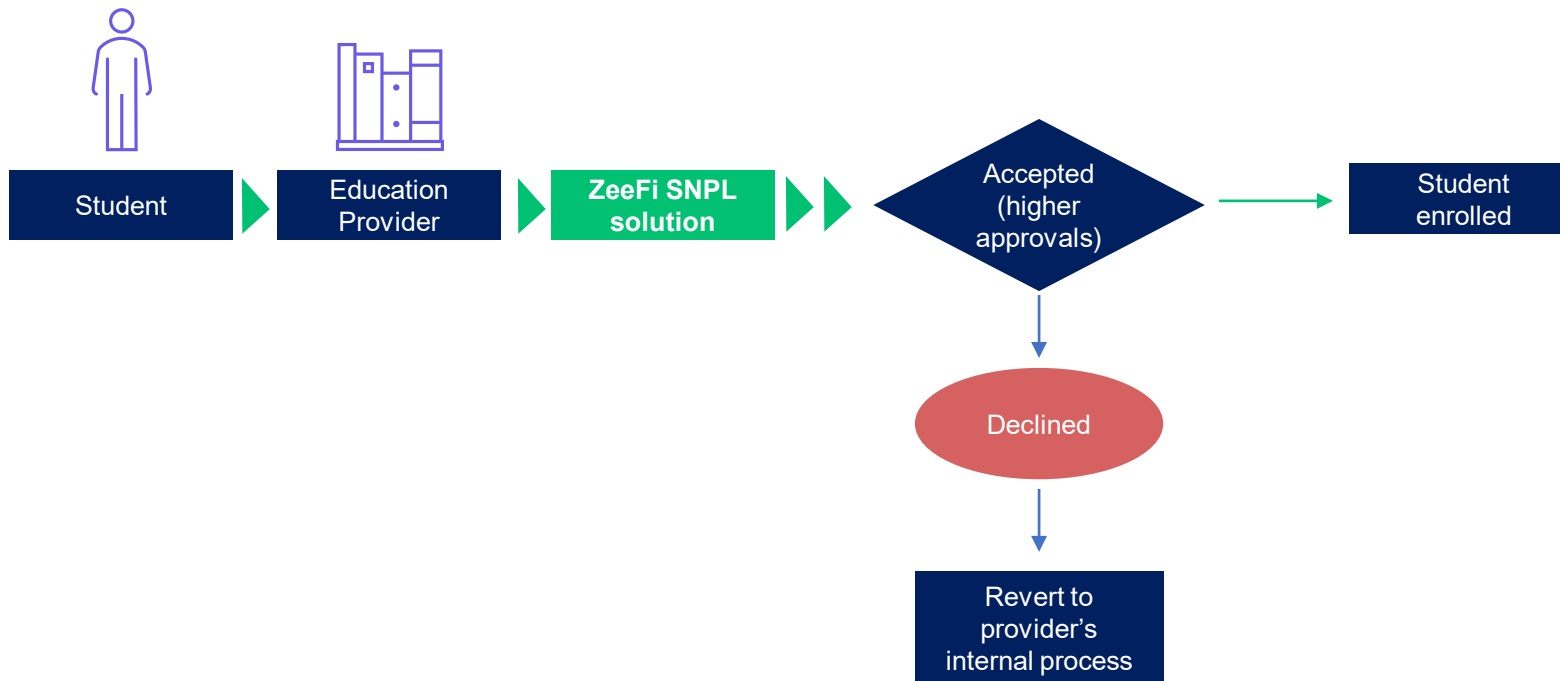 Student
Education
Provider
ZeeFi SNPL
solution
Accepted
(higher
approvals)
Student
enrolled
Declined
Revert to
provider’s
internal process